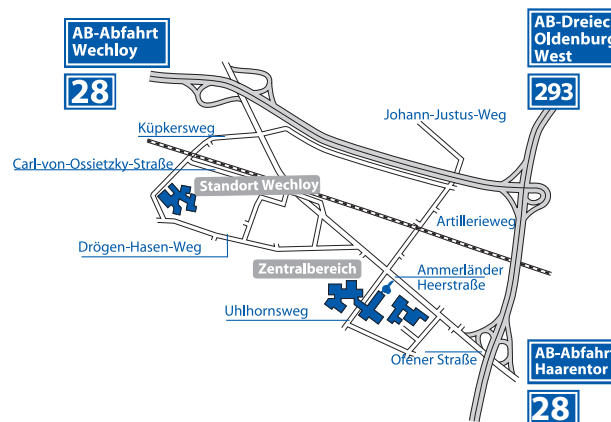 AB-Abfahrt
Wechloy
28
AB-Dreiec
Oldenburg
West
293
Johann-Justus-Weg
Küpkersweg
Carl-von-Ossietzky-Straße
Standort Wechloy
Artillerieweg
Drögen-Hasen-Weg
Zentralbereich
Ammerländer
Heerstraße
Uhlhornsweg
Ofener Straße
AB-Abfahrt
Haarentor
28